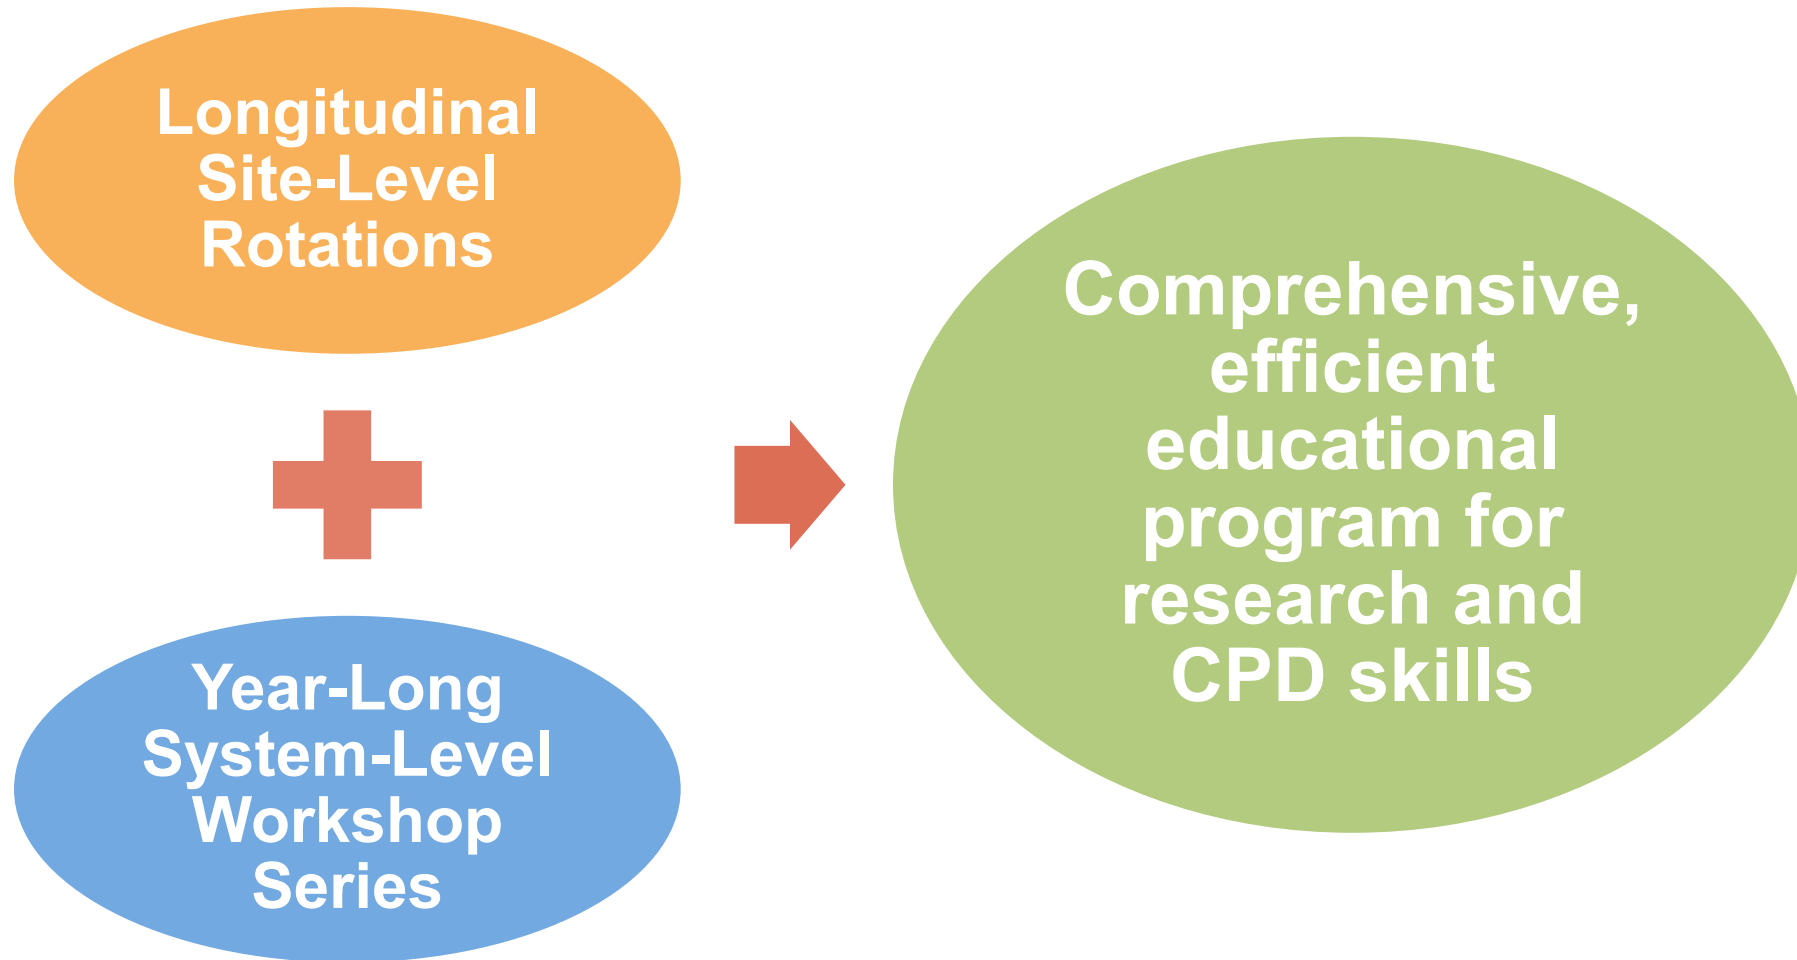 Longitudinal
Site-Level
Rotations
Year-Long
System-Level
Workshop
Series
Comprehensive,
efficient
educational
program for
research and
CPD skills